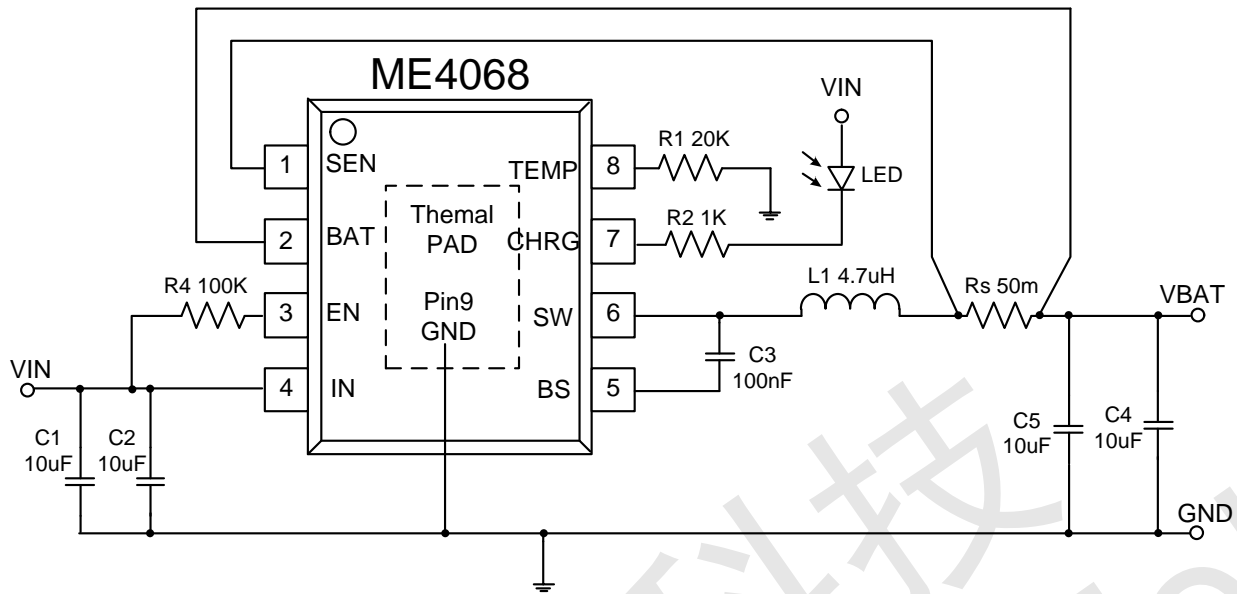 ME4068
VIN
1
SEN
TEMP
8
R1 20K
LED
2
BAT
Themal
PAD
CHRG
7
R2 1K
R4 100K
3
EN
Pin9
GND
SW
6
L1 4.7uH
Rs 50m
VBAT
VIN
4
IN
BS
5
C3
100nF
C1
10uF
C2
10uF
C5
10uF
C4
10uF
GND
科技